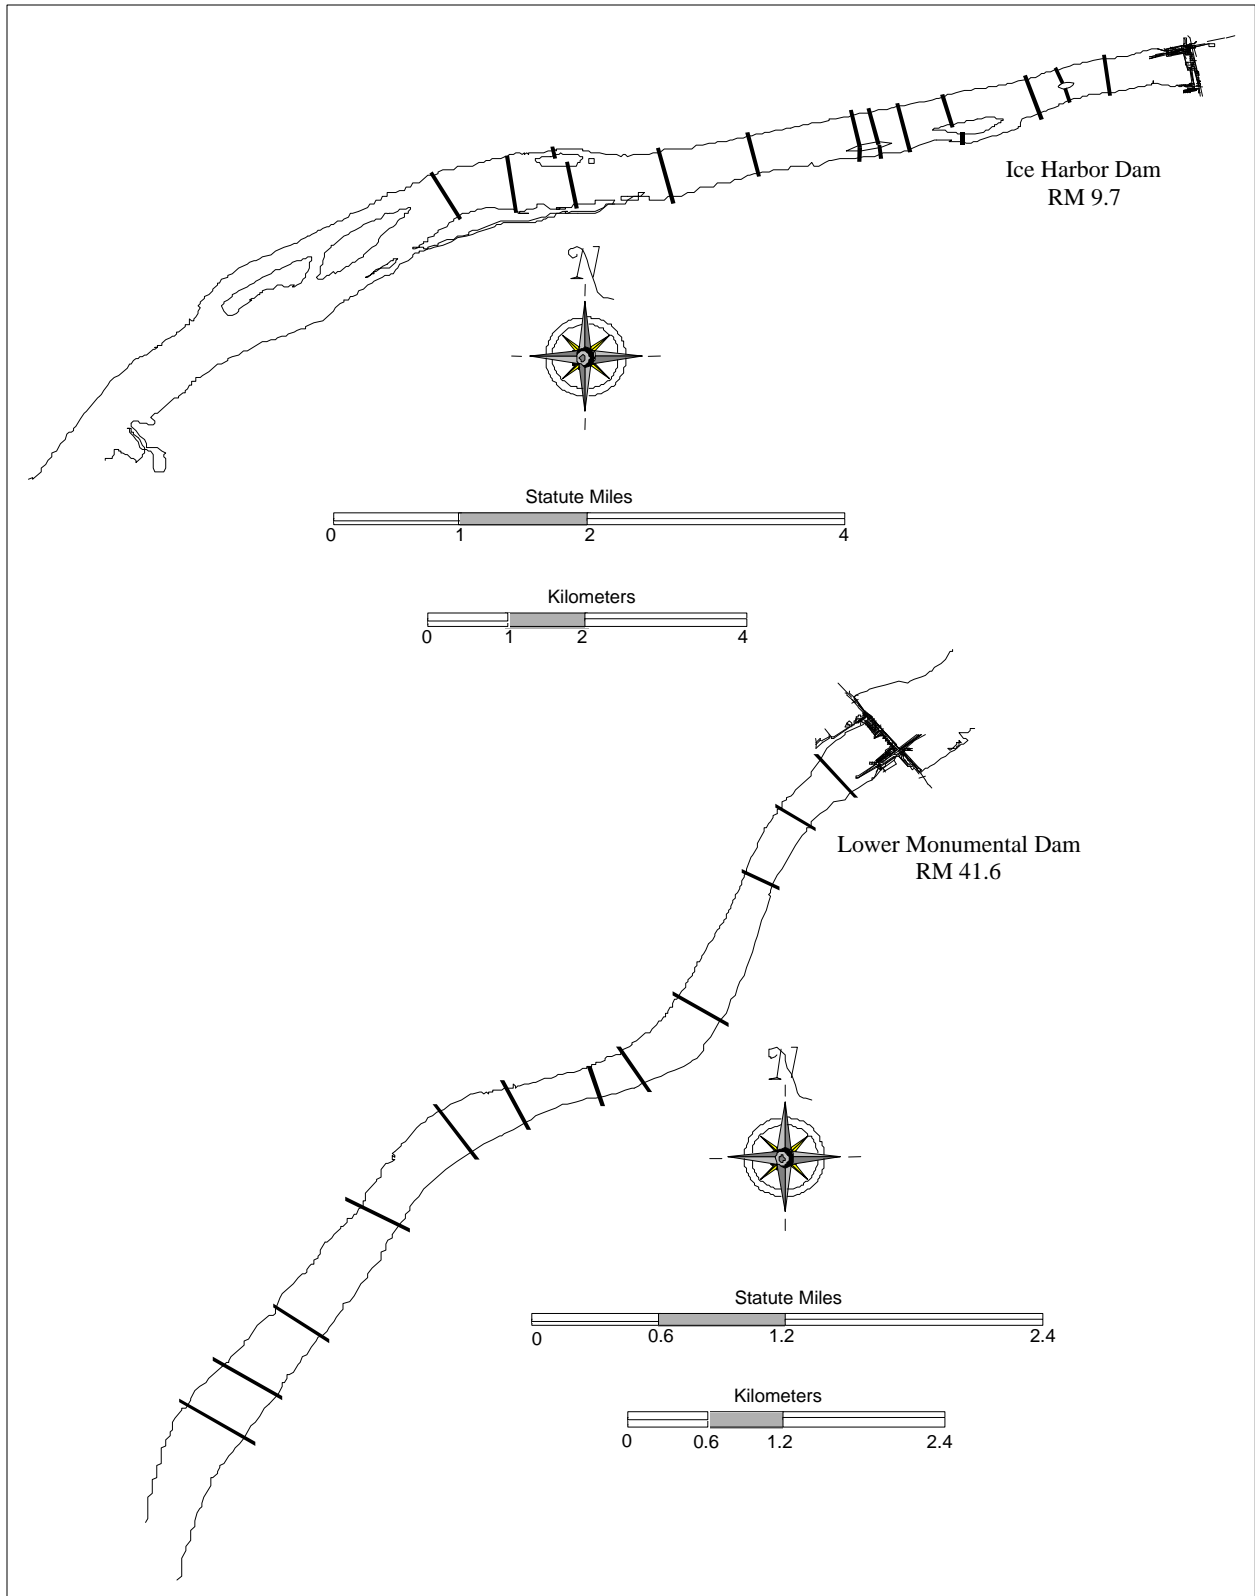 Ice Harbor Dam
RM 9.7
N
Statute Miles
0 1 2 4
Kilometers
0 1 2 4
Lower Monumental Dam
RM 41.6
N
Statute Miles
0 0.6 1.2 2.4
Kilometers
0 0.6 1.2 2.4